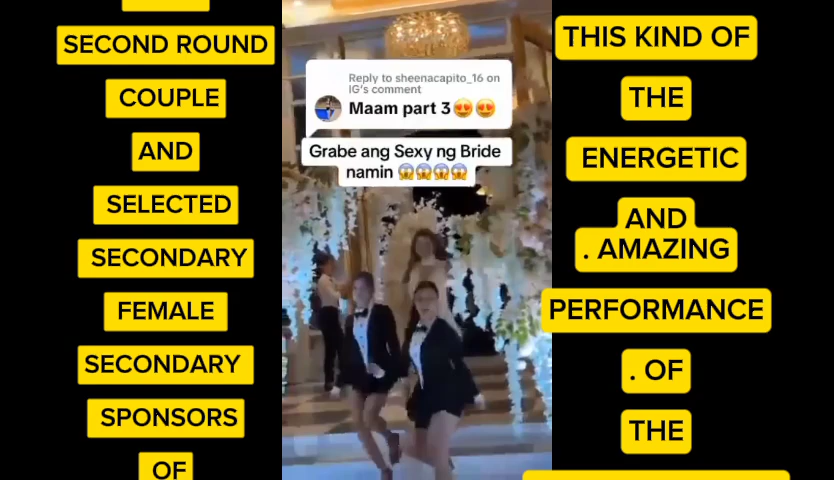 SECOND ROUND
COUPLE
AND
SELECTED
SECONDARY
FEMALE
SECONDARY
SPONSORS
OF
Reply to sheenacapito_16 on
IG's comment
Maam part 3😍😍
Grabe ang Sexy ng Bride
namin 😱😱😱😱
THIS KIND OF
THE
ENERGETIC
AND
. AMAZING
PERFORMANCE
. OF
THE